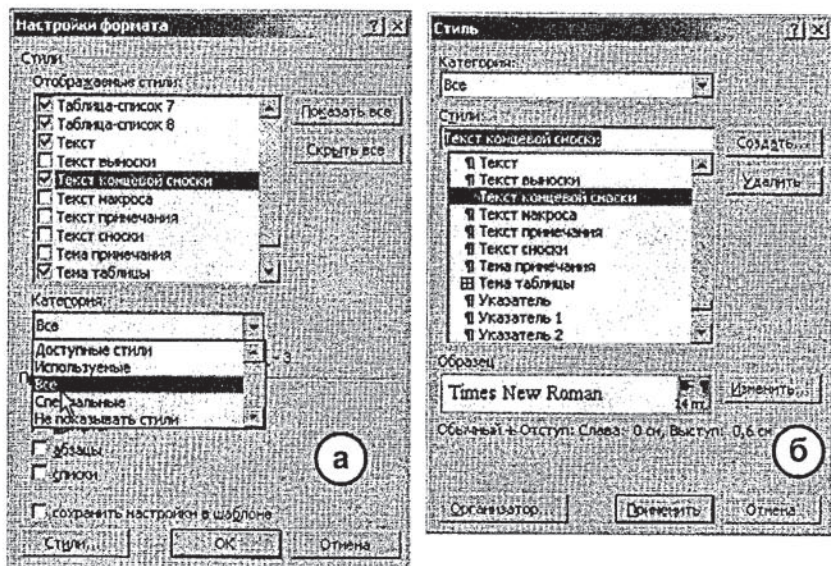 Настройки формата
Стили
Отображаемые стили:
Таблица-список 7
Таблица-список 8
Текст
Текст выноски
Текст концевой сноски
Текст макроса
Текст примечания
Текст сноски
Тема примечания
Тема таблицы
Показать все
Скрыть все
Категория:
Все
Доступные стили
Используемые
Все
Специальные
Не показывать стили
- 3
абзацы
списки
сохранить настройки в шаблоне
Стили...
ОК
Отмена
а
Стиль
Категория:
Все
Стили:
Текст концевой сноски
Текст
Текст выноски
Текст концевой сноски
Текст макроса
Текст примечания
Текст сноски
Тема примечания
Тема таблицы
Указатель
Указатель 1
Указатель 2
Создать...
Удалить
Образец
Times New Roman
14 пт
Изменить...
Обычный + Отступ: Слева: 0 см, Выступ: 0,6 см
Организатор...
Применить
Отмена
б